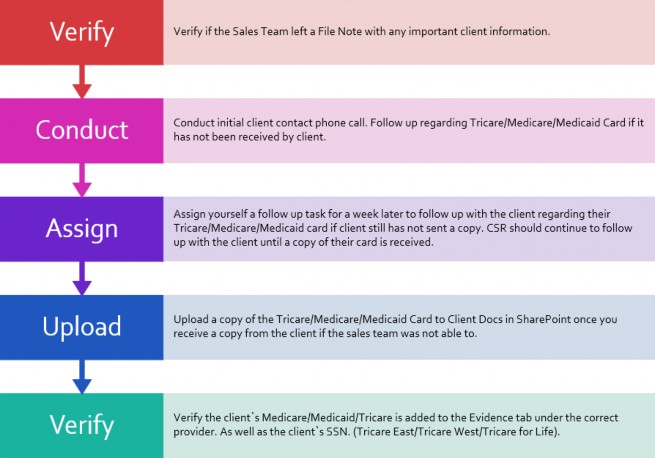 Verify
Verify if the Sales Team left a File Note with any important client information.
Conduct
Conduct initial client contact phone call. Follow up regarding Tricare/Medicare/Medicaid Card if it
has not been received by client.
Assign
Assign yourself a follow up task for a week later to follow up with the client regarding their
Tricare/Medicare/Medicaid card if client still has not sent a copy. CSR should continue to follow
up with the client until a copy of their card is received.
Upload
Upload a copy of the Tricare/Medicare/Medicaid Card to Client Docs in SharePoint once you
receive a copy from the client if the sales team was not able to.
Verify
Verify the client`s Medicare/Medicaid/Tricare is added to the Evidence tab under the correct
provider. As well as the client`s SSN. (Tricare East/Tricare West/Tricare for Life).